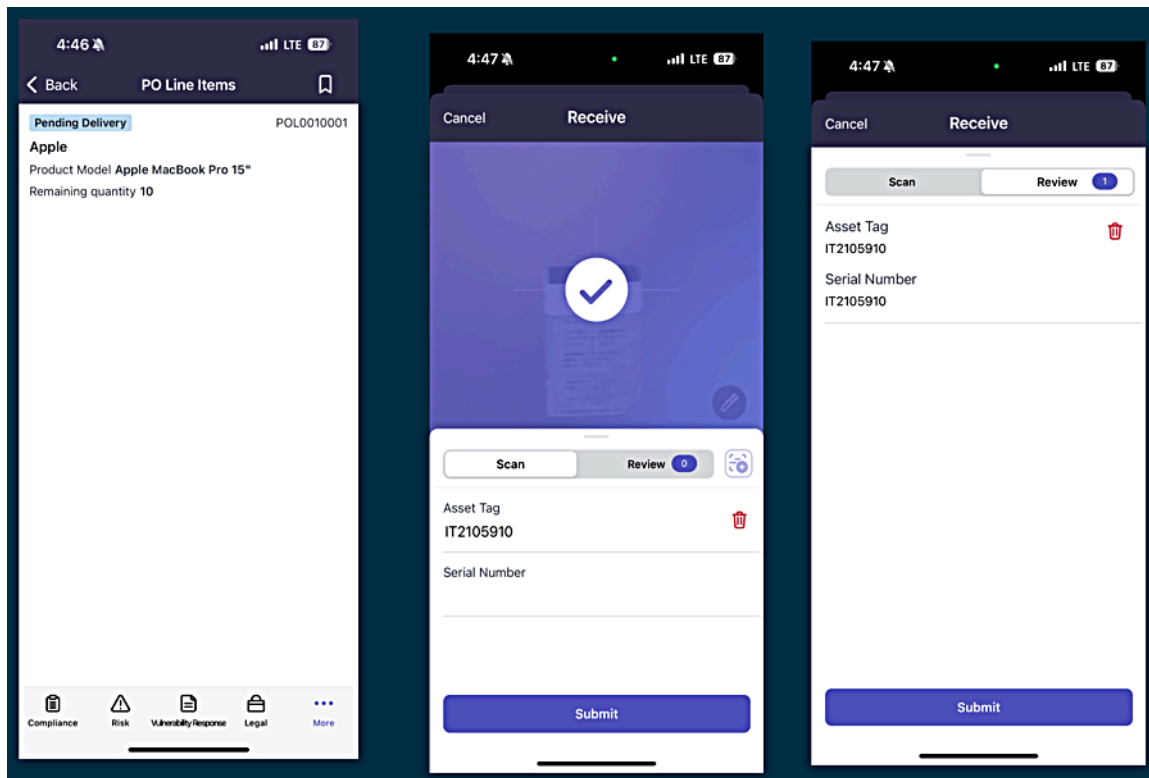 4:46
LTE 87
Back
PO Line Items
Pending Delivery
POL0010001
Apple
Product Model Apple MacBook Pro 15"
Remaining quantity 10
Compliance
Risk
Vulnerability Response
Legal
More
4:47
LTE 87
Cancel
Receive
Scan
Review 0
Asset Tag
IT2105910
Serial Number
Submit
4:47
LTE 87
Cancel
Receive
Scan
Review 1
Asset Tag
IT2105910
Serial Number
IT2105910
Submit